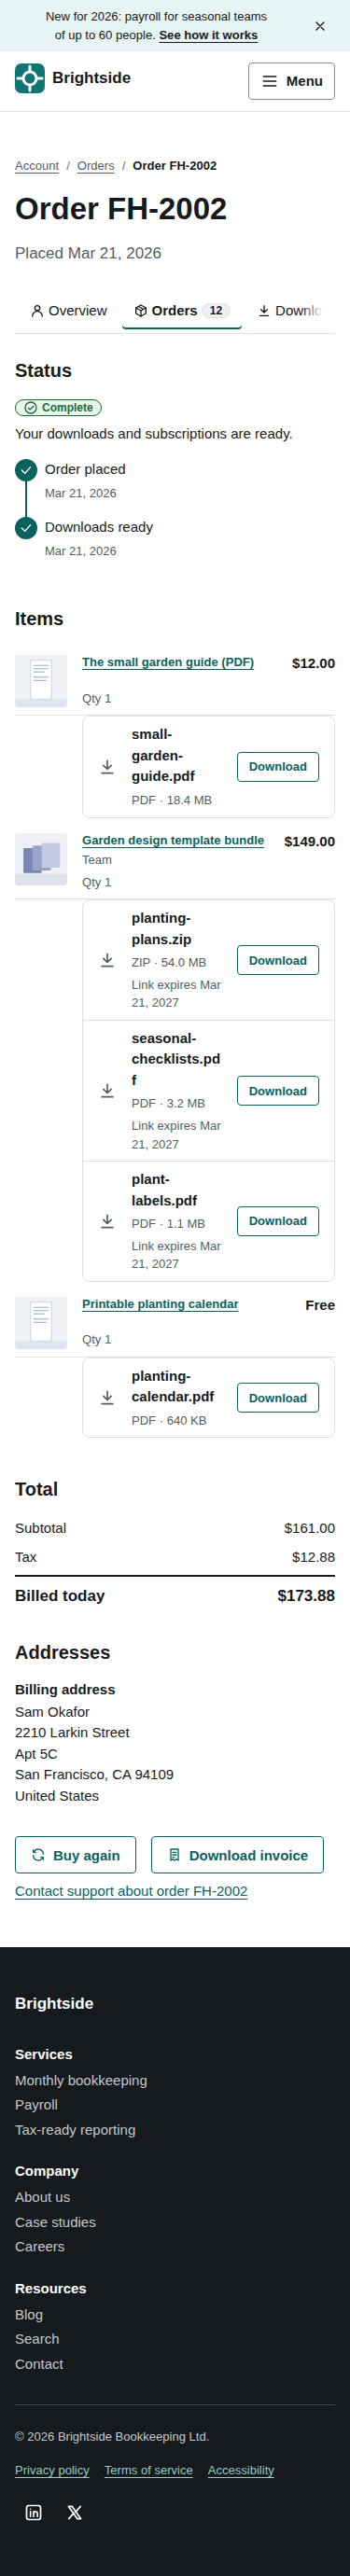 New for 2026: payroll for seasonal teams
of up to 60 people. See how it works
Brightside
Menu
Account / Orders / Order FH-2002
Order FH-2002
Placed Mar 21, 2026
Overview Orders 12 Downlo
Status
Complete
Your downloads and subscriptions are ready.
Order placed
Mar 21, 2026
Downloads ready
Mar 21, 2026
Items
The small garden guide (PDF) $12.00
Qty 1
small-
garden-
guide.pdf
PDF · 18.4 MB
Download
Garden design template bundle $149.00
Team
Qty 1
planting-
plans.zip
ZIP · 54.0 MB
Link expires Mar
21, 2027
Download
seasonal-
checklists.pd
f
PDF · 3.2 MB
Link expires Mar
21, 2027
Download
plant-
labels.pdf
PDF · 1.1 MB
Link expires Mar
21, 2027
Download
Printable planting calendar Free
Qty 1
planting-
calendar.pdf
PDF · 640 KB
Download
Total
Subtotal $161.00
Tax $12.88
Billed today $173.88
Addresses
Billing address
Sam Okafor
2210 Larkin Street
Apt 5C
San Francisco, CA 94109
United States
Buy again Download invoice
Contact support about order FH-2002
Brightside
Services
Monthly bookkeeping
Payroll
Tax-ready reporting
Company
About us
Case studies
Careers
Resources
Blog
Search
Contact
© 2026 Brightside Bookkeeping Ltd.
Privacy policy Terms of service Accessibility